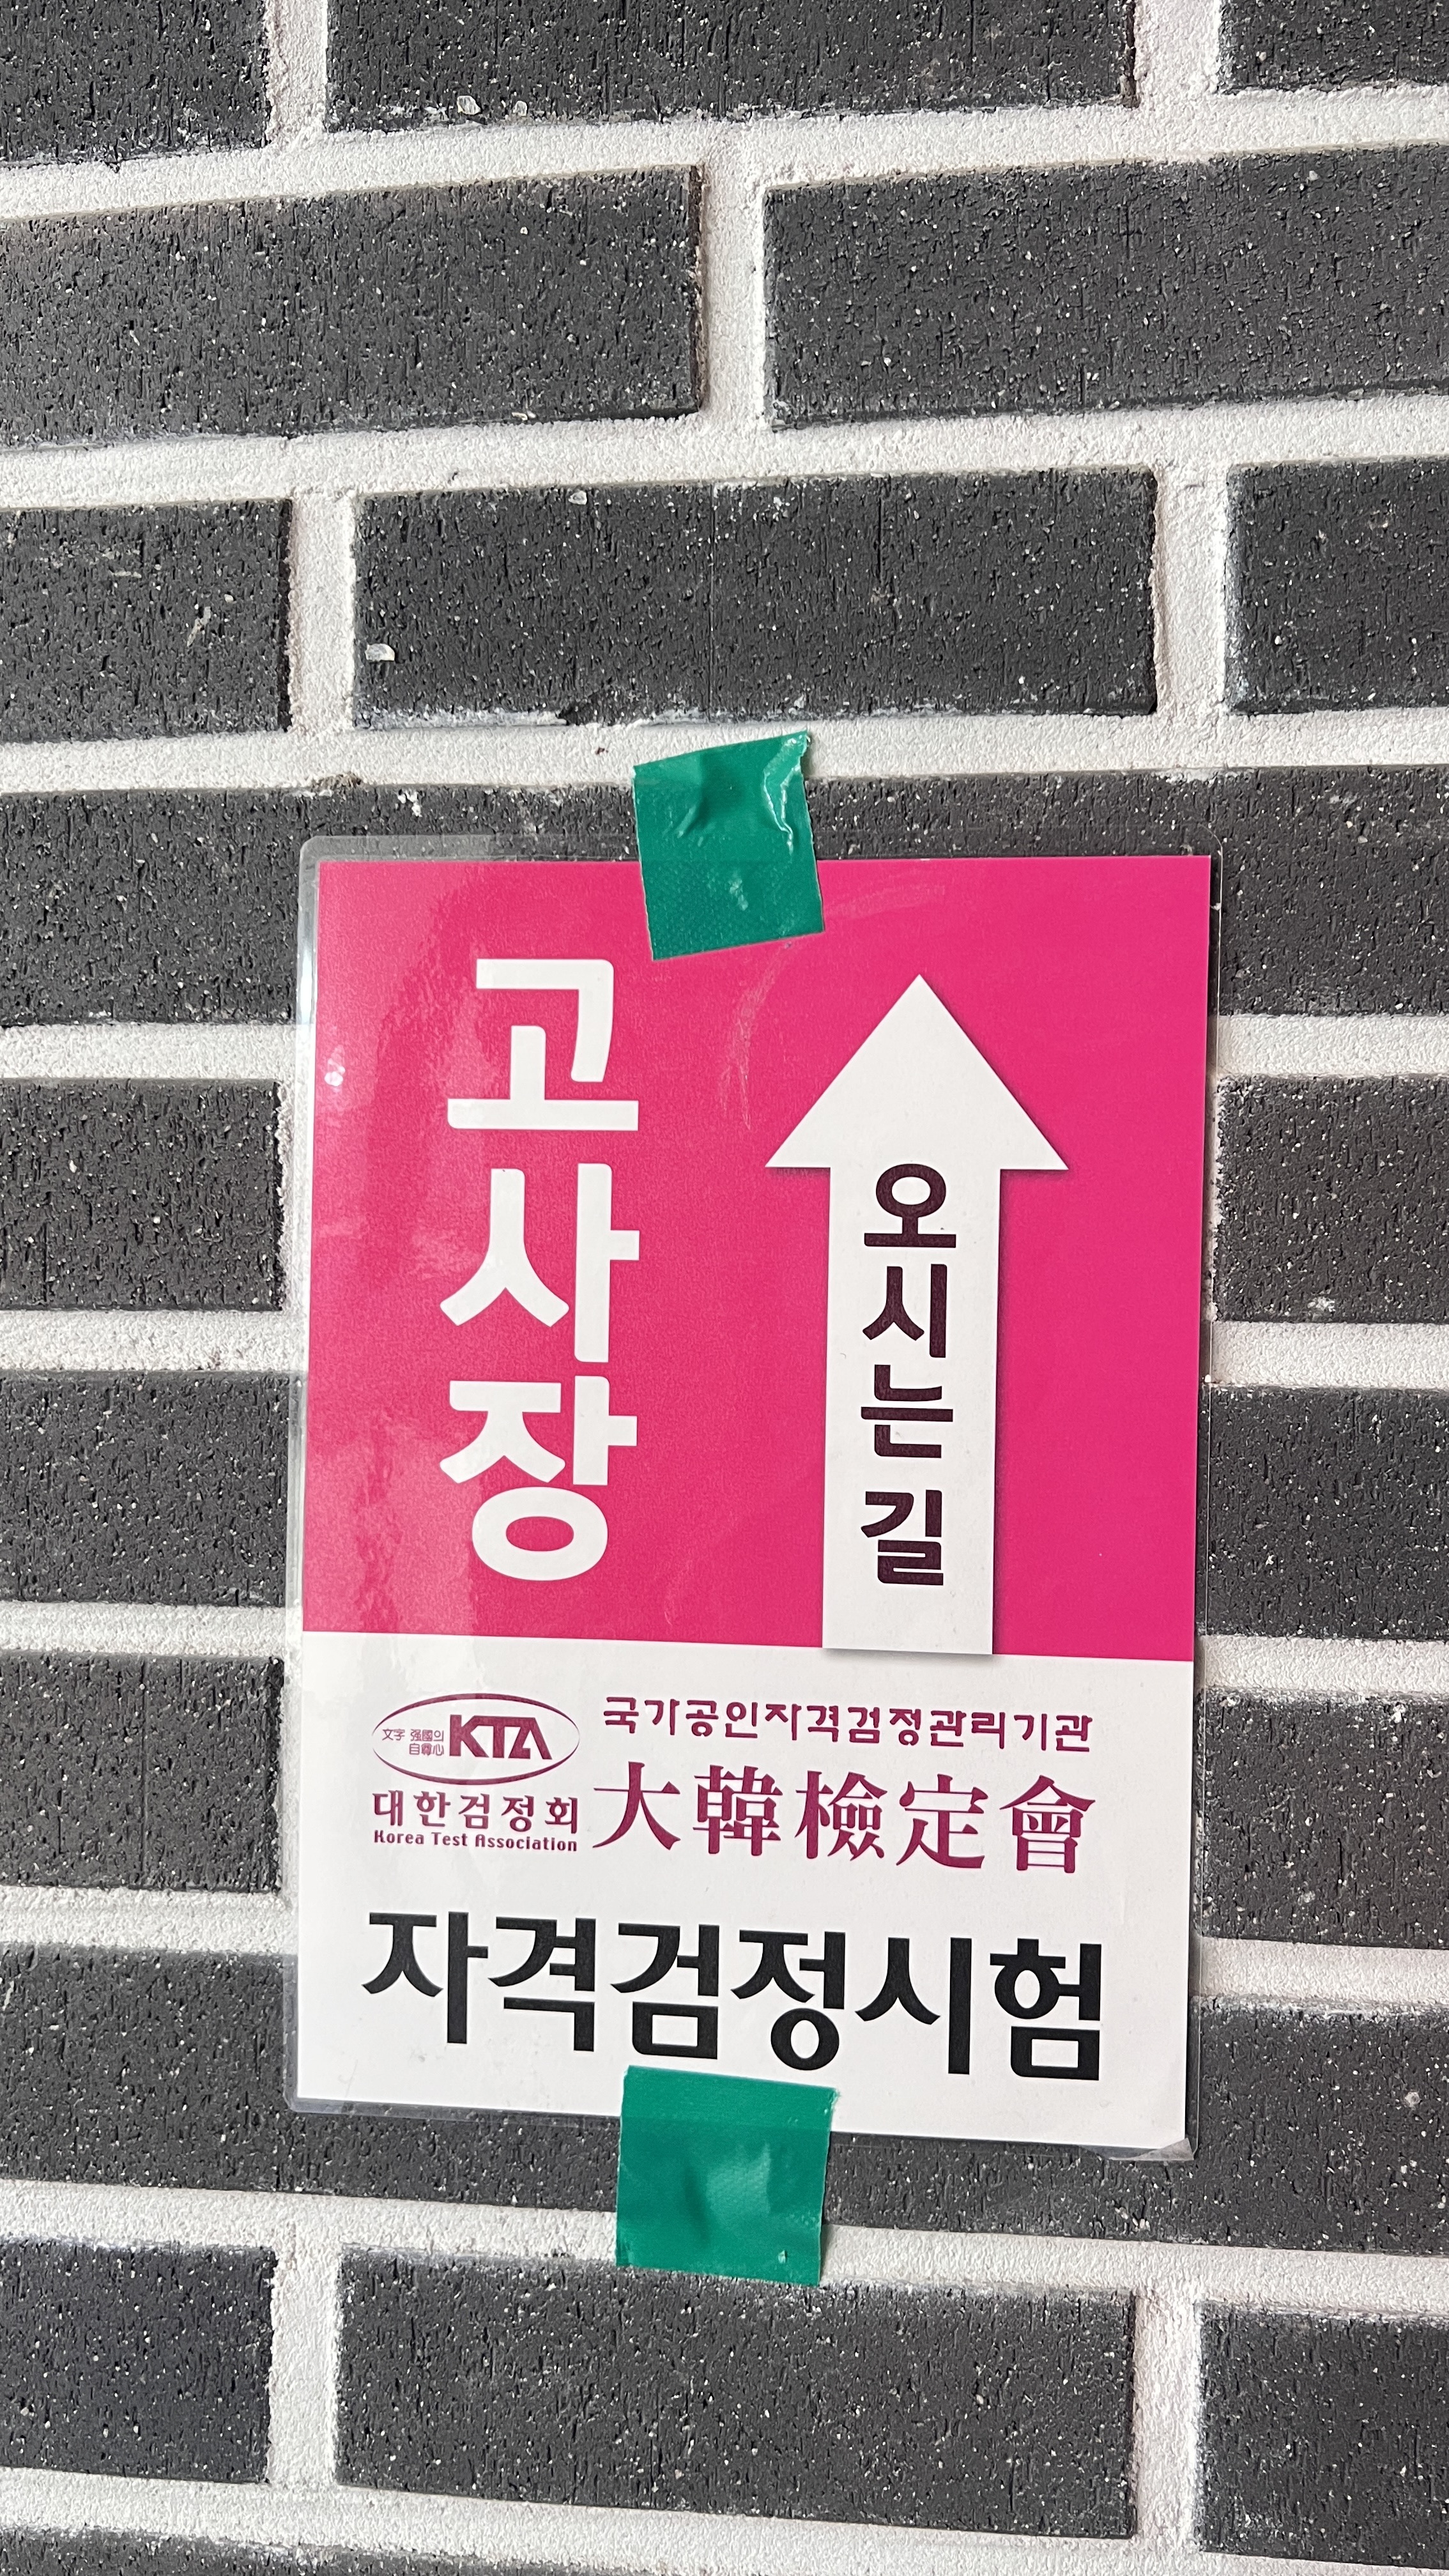 고사장
오시는 길
文字 强國의
自尊心
KTA
대한검정회
Korea Test Association
국가공인자격검정관리기관
大韓檢定會
자격검정시험